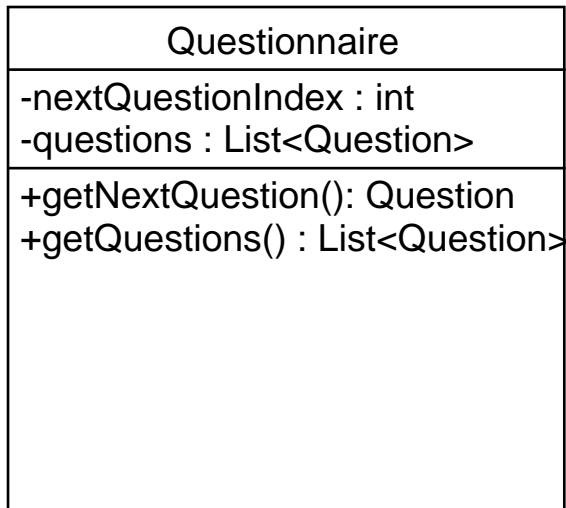 Questionnaire
-nextQuestionIndex : int
-questions : List<Question>
+getNextQuestion(): Question
+getQuestions() : List<Question>